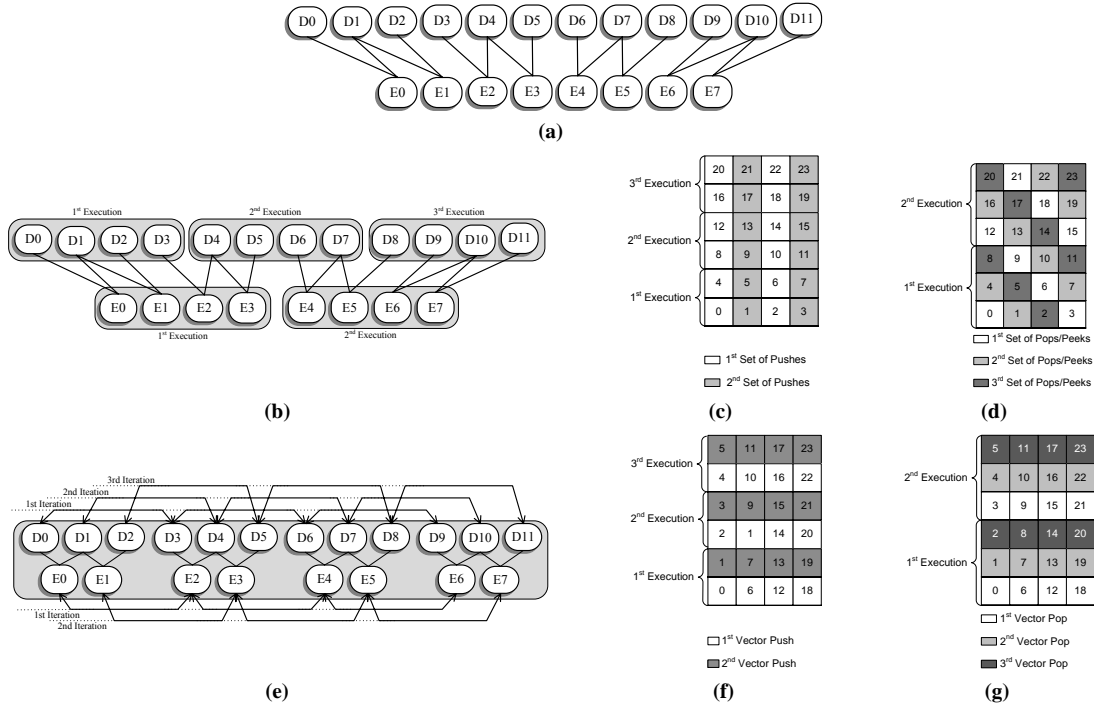 D0 D1 D2 D3 D4 D5 D6 D7 D8 D9 D10 D11
E0 E1 E2 E3 E4 E5 E6 E7
(a)
1st Execution 2nd Execution 3rd Execution
D0 D1 D2 D3 D4 D5 D6 D7 D8 D9 D10 D11
E0 E1 E2 E3 E4 E5 E6 E7
1st Execution 2nd Execution
(b)
20 21 22 23
3rd Execution
16 17 18 19
12 13 14 15
2nd Execution
8 9 10 11
4 5 6 7
1st Execution
0 1 2 3
1st Set of Pushes
2nd Set of Pushes
(c)
20 21 22 23
16 17 18 19
2nd Execution
12 13 14 15
8 9 10 11
4 5 6 7
1st Execution
0 1 2 3
1st Set of Pops/Peeks
2nd Set of Pops/Peeks
3rd Set of Pops/Peeks
(d)
3rd Iteration
2nd Iteation
1st Iteration
D0 D1 D2 D3 D4 D5 D6 D7 D8 D9 D10 D11
E0 E1 E2 E3 E4 E5 E6 E7
1st Iteration
2nd Iteration
(e)
5 11 17 23
3rd Execution
4 10 16 22
3 9 15 21
2nd Execution
2 1 14 20
1 7 13 19
1st Execution
0 6 12 18
1st Vector Push
2nd Vector Push
(f)
5 11 17 23
4 10 16 22
2nd Execution
3 9 15 21
2 8 14 20
1 7 13 19
1st Execution
0 6 12 18
1st Vector Pop
2nd Vector Pop
3rd Vector Pop
(g)